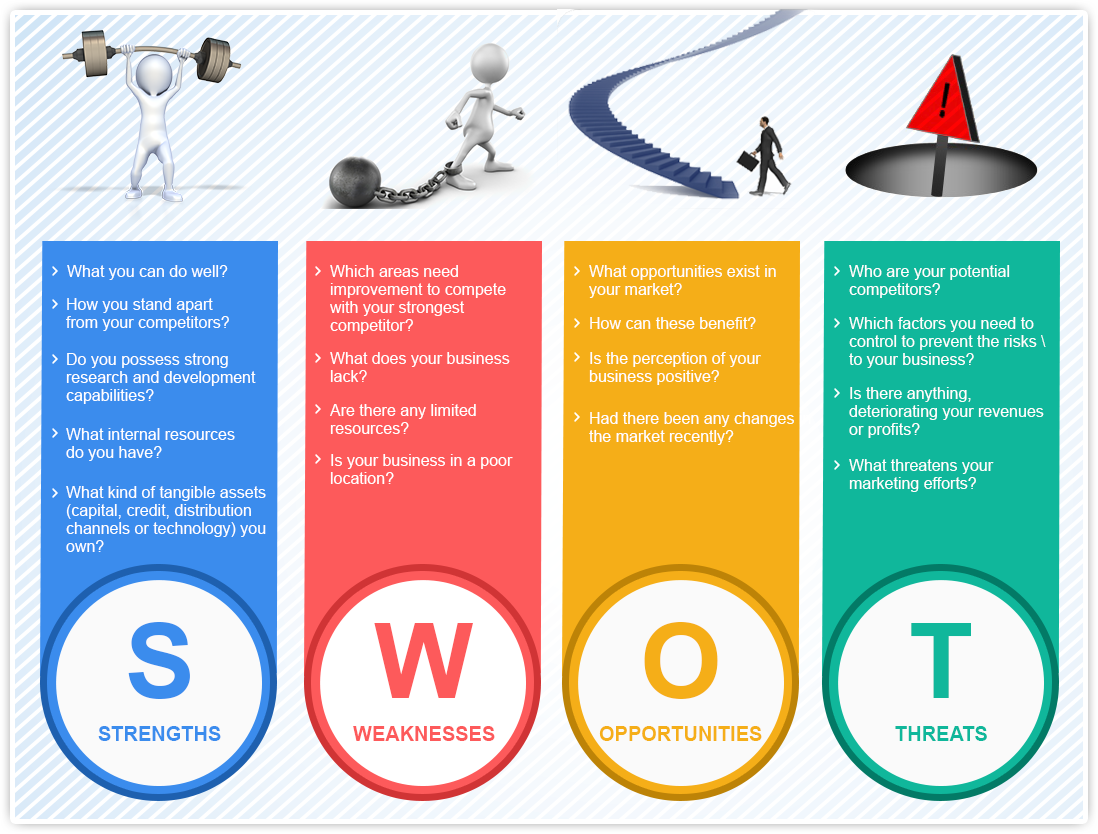 What you can do well?
How you stand apart
from your competitors?
Do you possess strong
research and development
capabilities?
What internal resources
do you have?
What kind of tangible assets
(capital, credit, distribution
channels or technology) you
own?
S
STRENGTHS
Which areas need
improvement to compete
with your strongest
competitor?
What does your business
lack?
Are there any limited
resources?
Is your business in a poor
location?
W
WEAKNESSES
What opportunities exist in
your market?
How can these benefit?
Is the perception of your
business positive?
Had there been any changes
the market recently?
O
OPPORTUNITIES
!
Who are your potential
competitors?
Which factors you need to
control to prevent the risks \
to your business?
Is there anything,
deteriorating your revenues
or profits?
What threatens your
marketing efforts?
T
THREATS